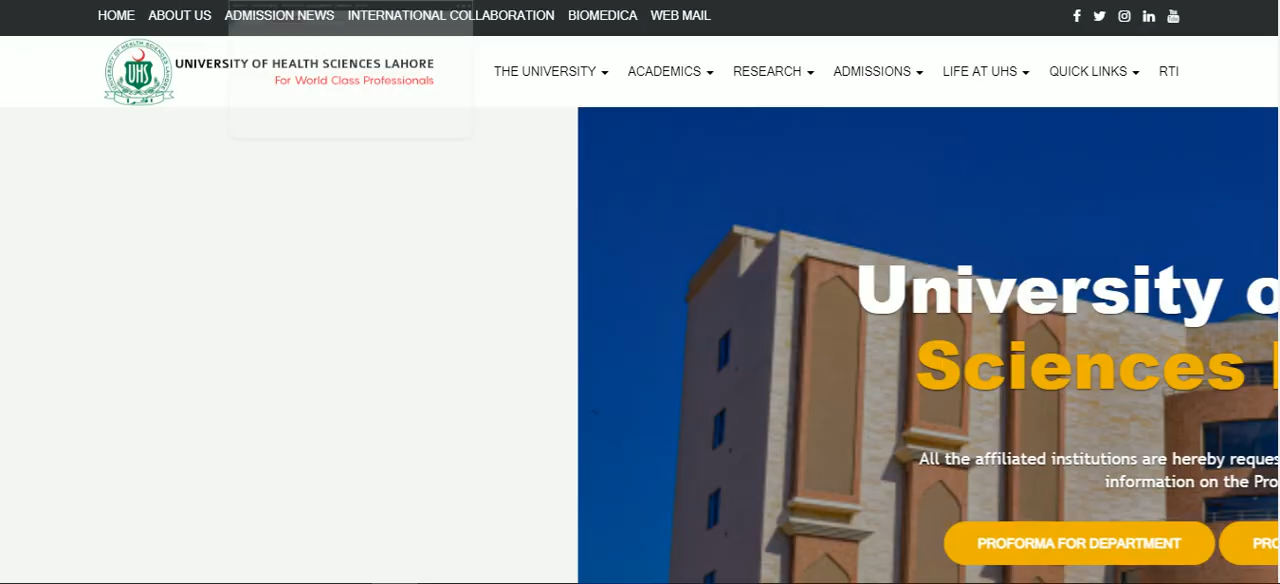 HOME ABOUT US ADMISSION NEWS INTERNATIONAL COLLABORATION BIOMEDICA WEB MAIL
UHS
UNIVERSITY OF HEALTH SCIENCES LAHORE
For World Class Professionals
THE UNIVERSITY ACADEMICS RESEARCH ADMISSIONS LIFE AT UHS QUICK LINKS RTI
University o
Sciences
All the affiliated institutions are hereby reques
information on the Pro
PROFORMA FOR DEPARTMENT PRO